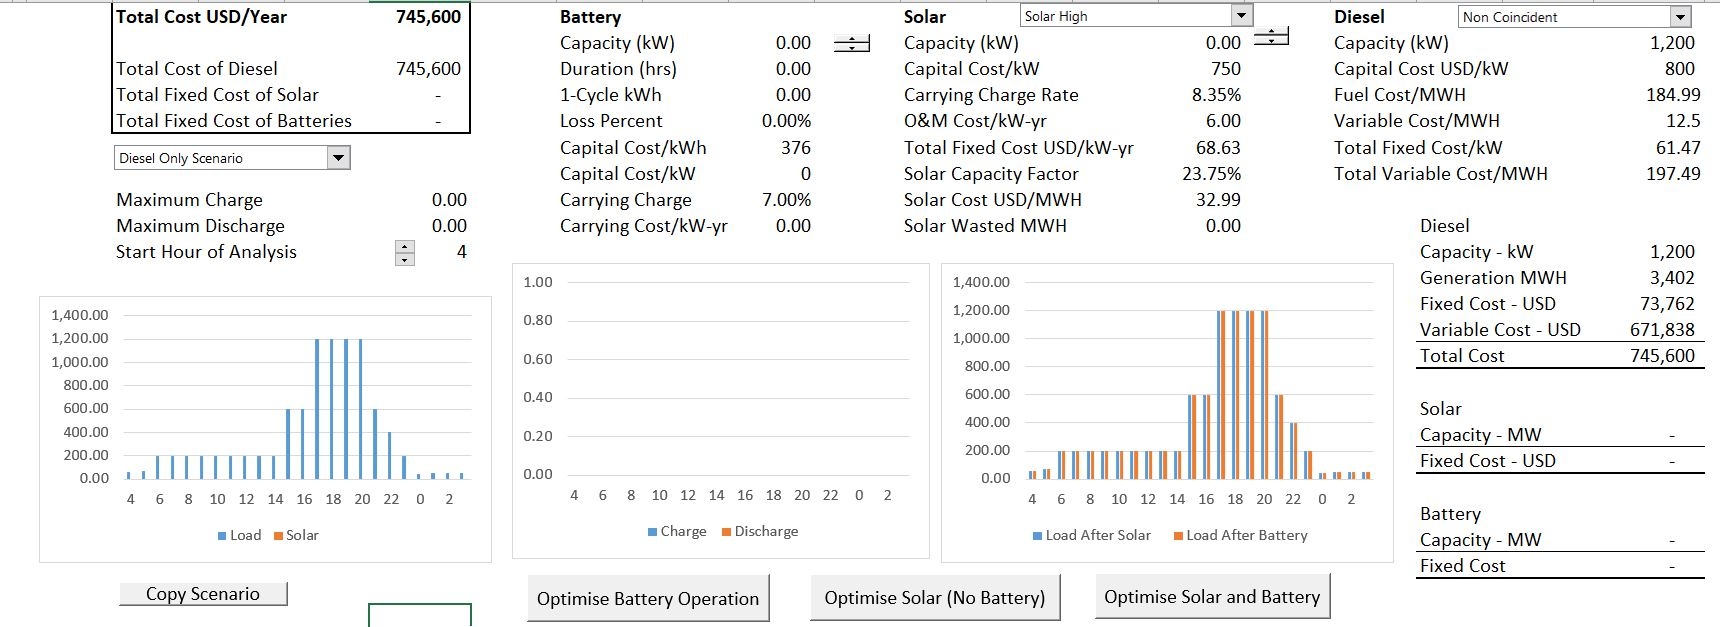 Total Cost USD/Year 745,600
Total Cost of Diesel 745,600
Total Fixed Cost of Solar -
Total Fixed Cost of Batteries -
Diesel Only Scenario
Maximum Charge 0.00
Maximum Discharge 0.00
Start Hour of Analysis 4
Battery
Capacity (kW) 0.00
Duration (hrs) 0.00
1-Cycle kWh 0.00
Loss Percent 0.00%
Capital Cost/kWh 376
Capital Cost/kW 0
Carrying Charge 7.00%
Carrying Cost/kW-yr 0.00
Solar Solar High
Capacity (kW) 0.00
Capital Cost/kW 750
Carrying Charge Rate 8.35%
O&M Cost/kW-yr 6.00
Total Fixed Cost USD/kW-yr 68.63
Solar Capacity Factor 23.75%
Solar Cost USD/MWH 32.99
Solar Wasted MWH 0.00
Diesel Non Coincident
Capacity (kW) 1,200
Capital Cost USD/kW 800
Fuel Cost/MWH 184.99
Variable Cost/MWH 12.5
Total Fixed Cost/kW 61.47
Total Variable Cost/MWH 197.49
Diesel
Capacity - kW 1,200
Generation MWH 3,402
Fixed Cost - USD 73,762
Variable Cost - USD 671,838
Total Cost 745,600
Solar
Capacity - MW -
Fixed Cost - USD -
Battery
Capacity - MW -
Fixed Cost -
1,400.00
1,200.00
1,000.00
800.00
600.00
400.00
200.00
0.00
4 6 8 10 12 14 16 18 20 22 0 2
Load Solar
1.00
0.80
0.60
0.40
0.20
0.00
4 6 8 10 12 14 16 18 20 22 0 2
Charge Discharge
1,400.00
1,200.00
1,000.00
800.00
600.00
400.00
200.00
0.00
4 6 8 10 12 14 16 18 20 22 0 2
Load After Solar Load After Battery
Copy Scenario
Optimise Battery Operation
Optimise Solar (No Battery)
Optimise Solar and Battery